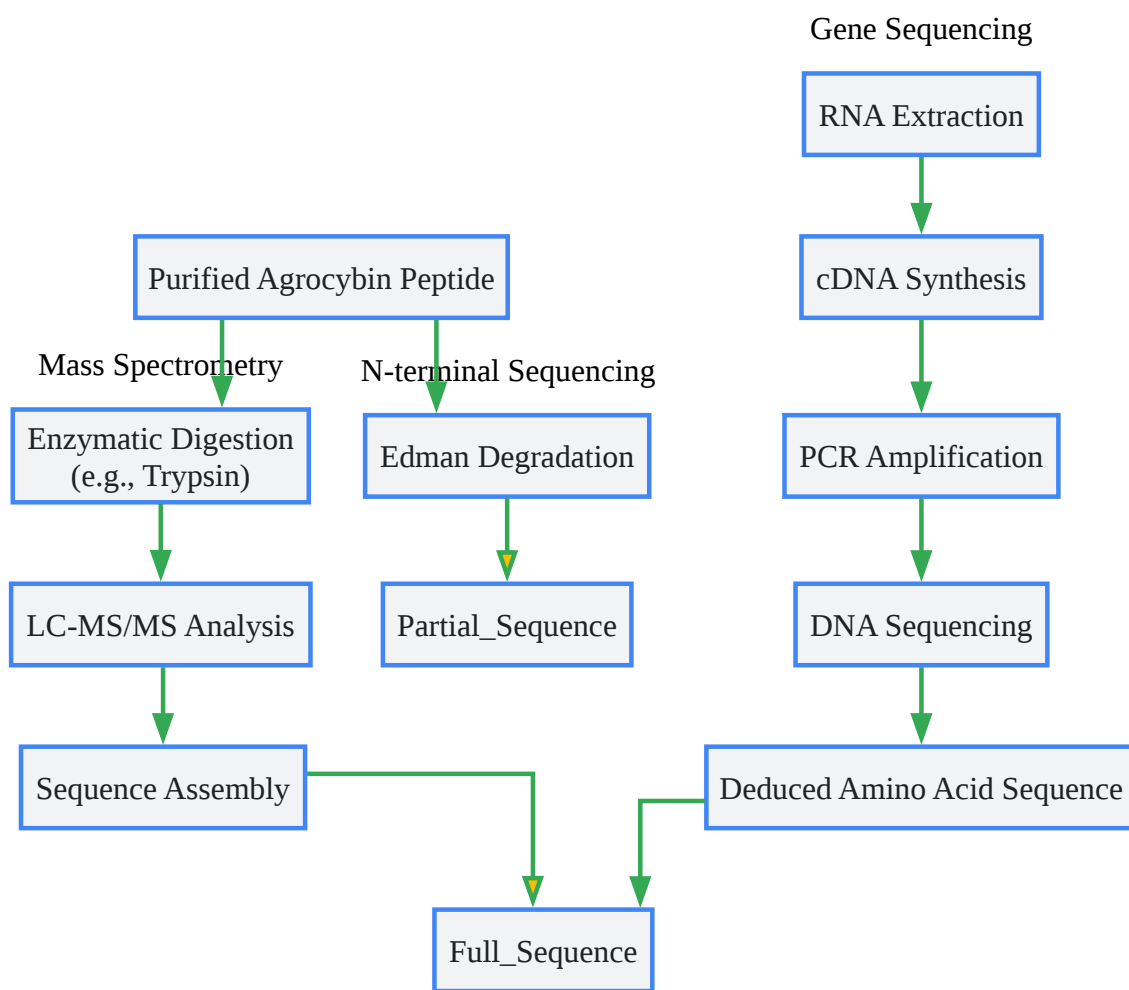 Gene Sequencing
RNA Extraction
cDNA Synthesis
Purified Agrocybin Peptide
Mass Spectrometry
N-terminal Sequencing
Enzymatic Digestion
(e.g., Trypsin)
Edman Degradation
PCR Amplification
LC-MS/MS Analysis
Partial_Sequence
DNA Sequencing
Sequence Assembly
Deduced Amino Acid Sequence
Full_Sequence